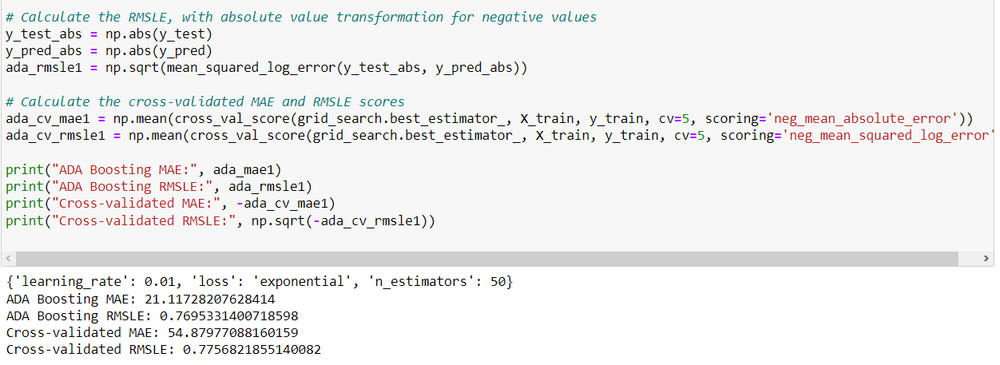 # Calculate the RMSLE, with absolute value transformation for negative values
y_test_abs = np.abs(y_test)
y_pred_abs = np.abs(y_pred)
ada_rmsle1 = np.sqrt(mean_squared_log_error(y_test_abs, y_pred_abs))
# Calculate the cross-validated MAE and RMSLE scores
ada_cv_mae1 = np.mean(cross_val_score(grid_search.best_estimator_, X_train, y_train, cv=5, scoring='neg_mean_absolute_error'))
ada_cv_rmsle1 = np.mean(cross_val_score(grid_search.best_estimator_, X_train, y_train, cv=5, scoring='neg_mean_squared_log_error'
print("ADA Boosting MAE:", ada_mae1)
print("ADA Boosting RMSLE:", ada_rmsle1)
print("Cross-validated MAE:", -ada_cv_mae1)
print("Cross-validated RMSLE:", np.sqrt(-ada_cv_rmsle1))
{'learning_rate': 0.01, 'loss': 'exponential', 'n_estimators': 50}
ADA Boosting MAE: 21.11728207628414
ADA Boosting RMSLE: 0.7695331400718598
Cross-validated MAE: 54.87977088160159
Cross-validated RMSLE: 0.7756821855140082